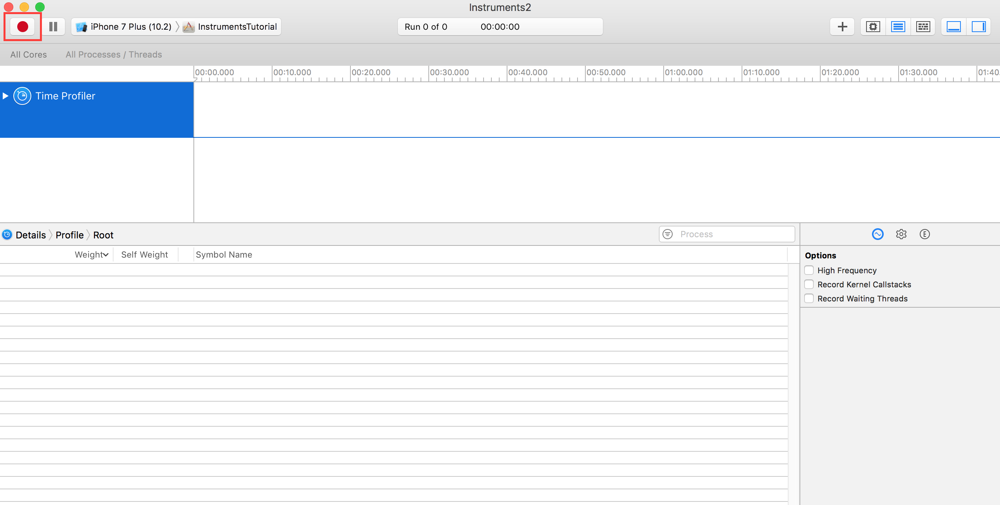 Instruments2
iPhone 7 Plus (10.2) InstrumentsTutorial Run 0 of 0 00:00:00
All Cores All Processes / Threads
00:00.000 00:10.000 00:20.000 00:30.000 00:40.000 00:50.000 01:00.000 01:10.000 01:20.000 01:30.000 01:40.
Time Profiler
Details Profile Root Process E
Weight Self Weight Symbol Name
Options
High Frequency
Record Kernel Callstacks
Record Waiting Threads